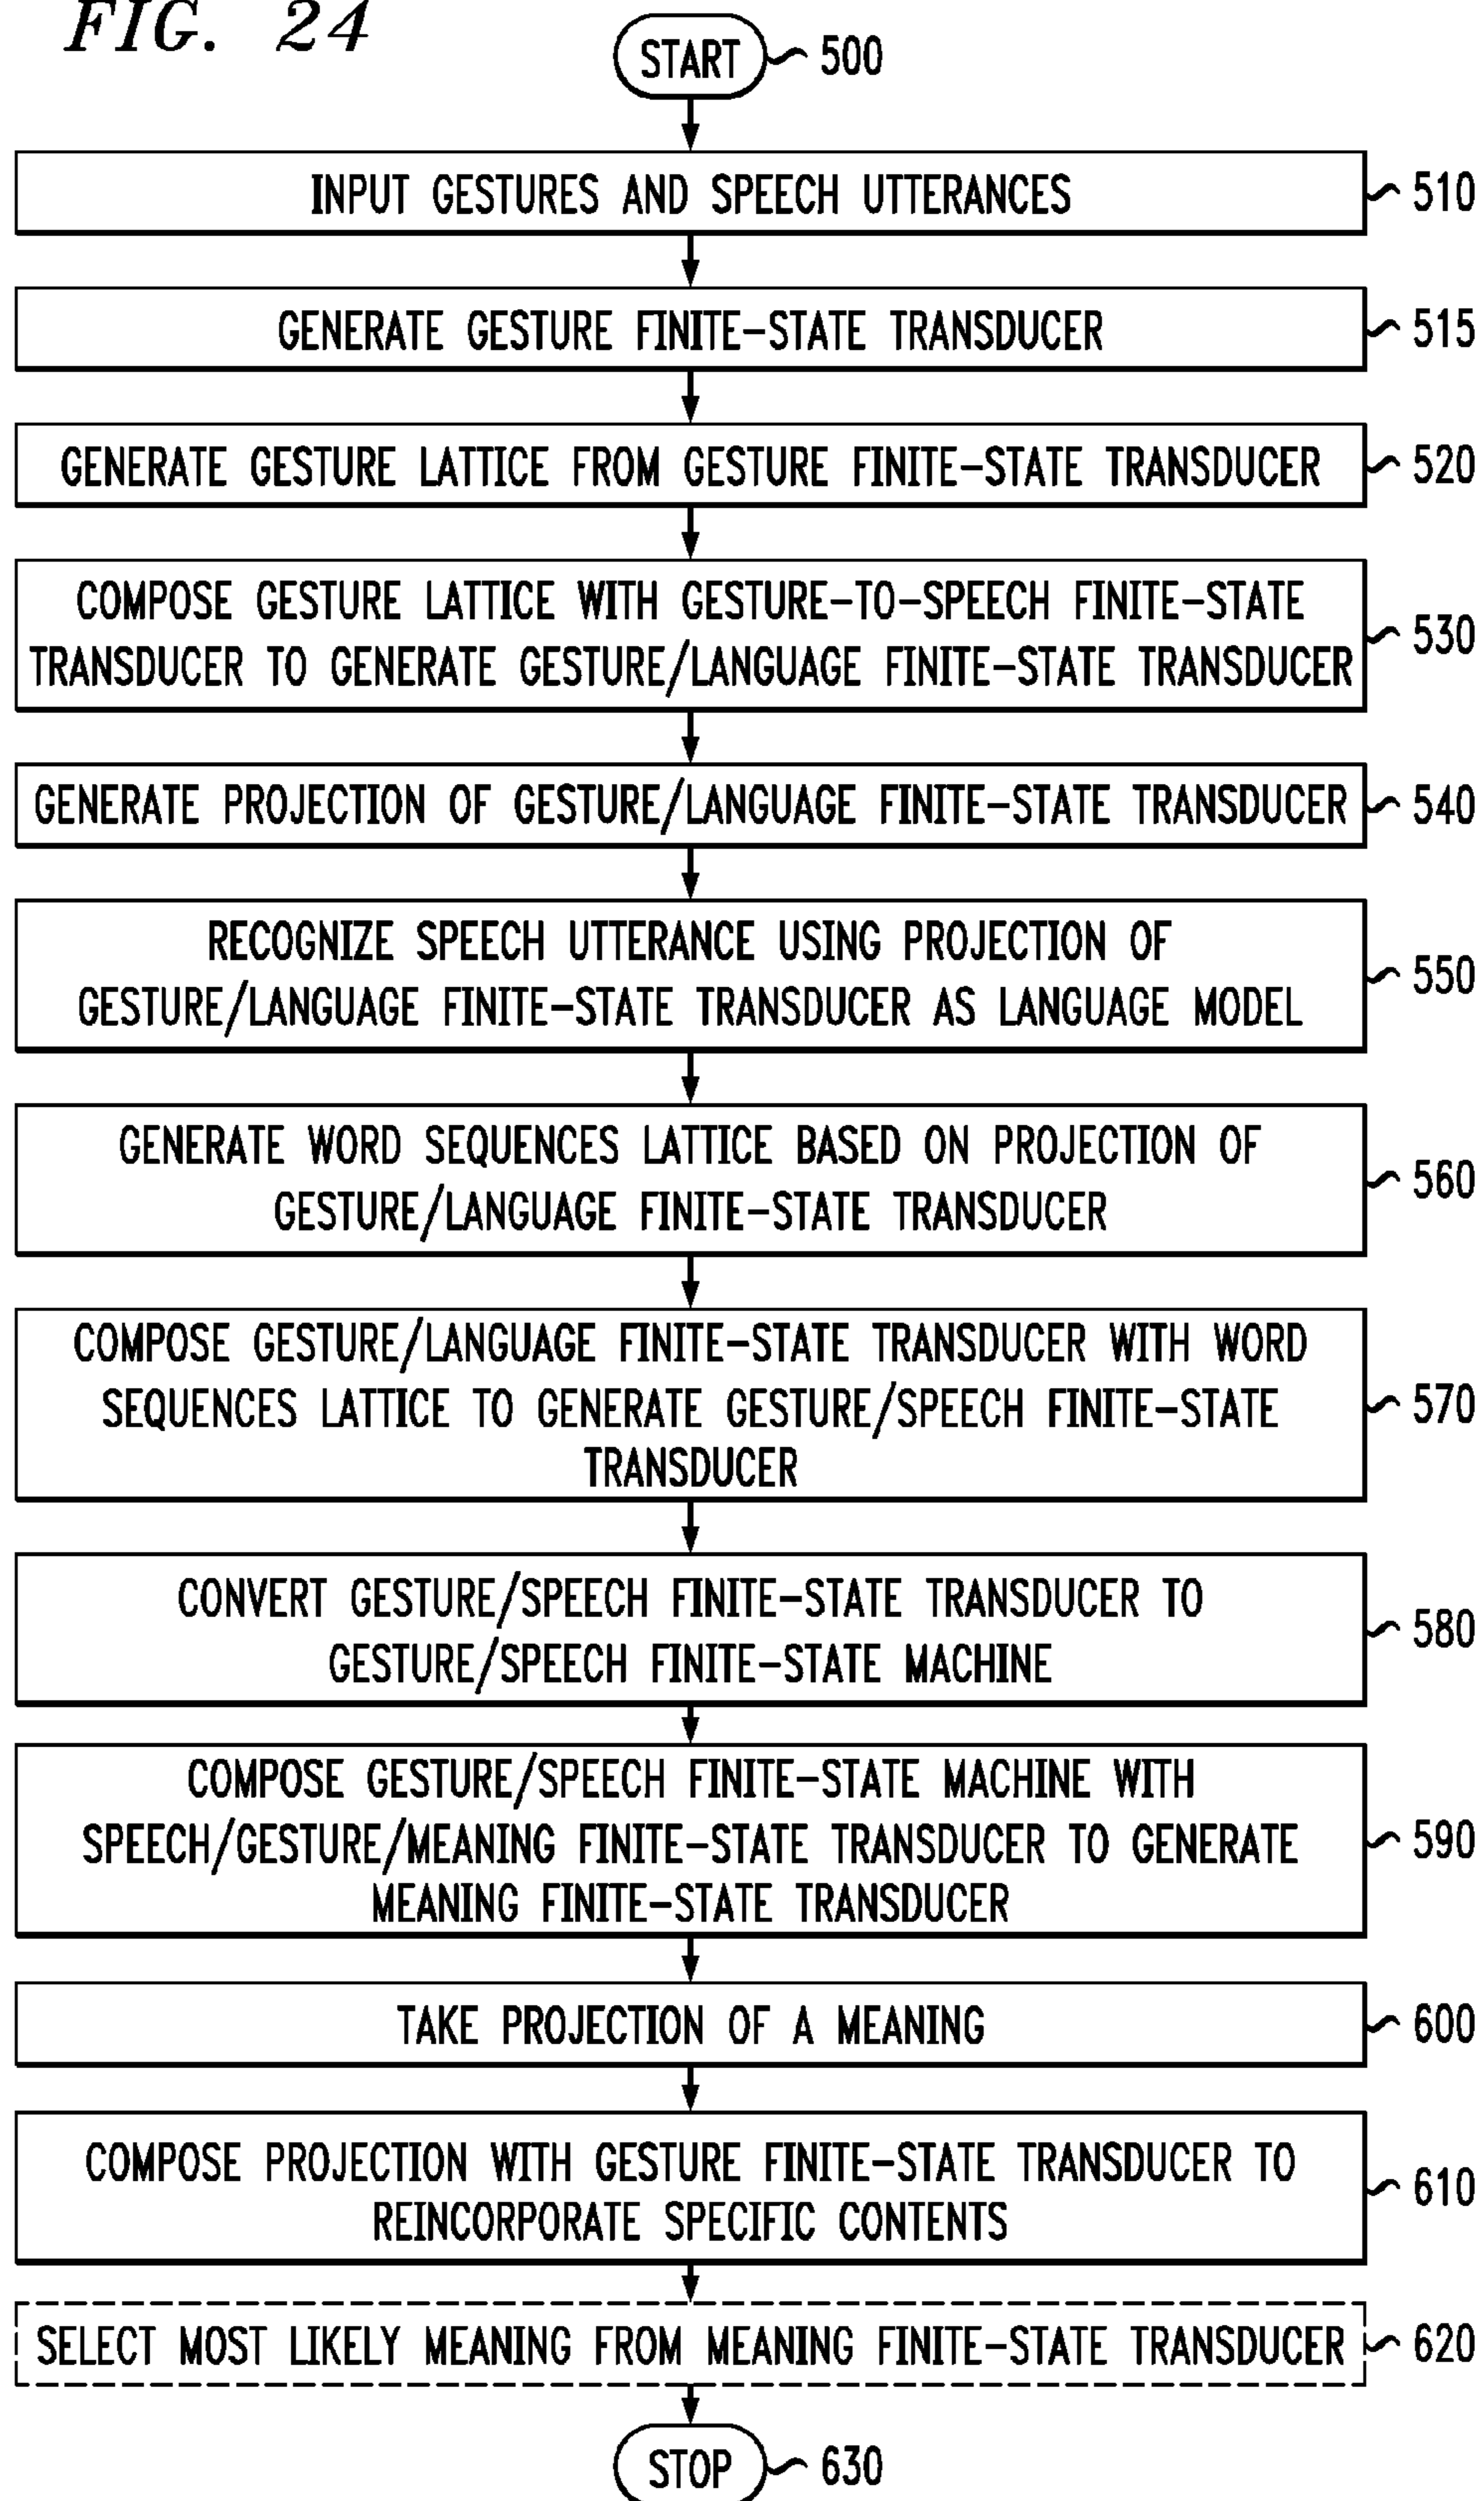 FIG. 24
START 500
INPUT GESTURES AND SPEECH UTTERANCES 510
GENERATE GESTURE FINITE-STATE TRANSDUCER 515
GENERATE GESTURE LATTICE FROM GESTURE FINITE-STATE TRANSDUCER 520
COMPOSE GESTURE LATTICE WITH GESTURE-TO-SPEECH FINITE-STATE
TRANSDUCER TO GENERATE GESTURE/LANGUAGE FINITE-STATE TRANSDUCER
530
GENERATE PROJECTION OF GESTURE/LANGUAGE FINITE-STATE TRANSDUCER 540
RECOGNIZE SPEECH UTTERANCE USING PROJECTION OF
GESTURE/LANGUAGE FINITE-STATE TRANSDUCER AS LANGUAGE MODEL
550
GENERATE WORD SEQUENCES LATTICE BASED ON PROJECTION OF
GESTURE/LANGUAGE FINITE-STATE TRANSDUCER
560
COMPOSE GESTURE/LANGUAGE FINITE-STATE TRANSDUCER WITH WORD
SEQUENCES LATTICE TO GENERATE GESTURE/SPEECH FINITE-STATE
TRANSDUCER
570
CONVERT GESTURE/SPEECH FINITE-STATE TRANSDUCER TO
GESTURE/SPEECH FINITE-STATE MACHINE
580
COMPOSE GESTURE/SPEECH FINITE-STATE MACHINE WITH
SPEECH/GESTURE/MEANING FINITE-STATE TRANSDUCER TO GENERATE
MEANING FINITE-STATE TRANSDUCER
590
TAKE PROJECTION OF A MEANING 600
COMPOSE PROJECTION WITH GESTURE FINITE-STATE TRANSDUCER TO
REINCORPORATE SPECIFIC CONTENTS
610
SELECT MOST LIKELY MEANING FROM MEANING FINITE-STATE TRANSDUCER 620
STOP 630